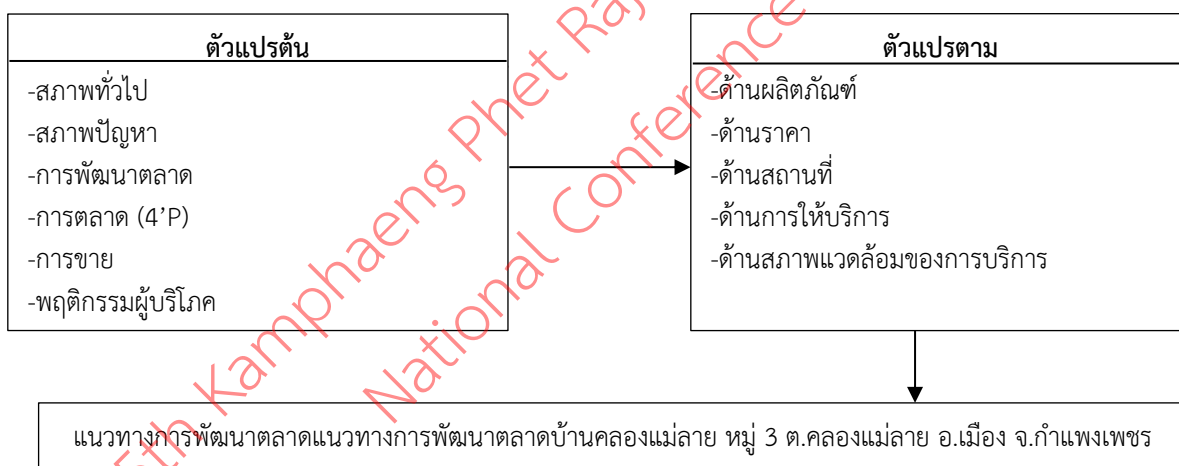 ตัวแปรต้น
-สภาพทั่วไป
-สภาพปัญหา
-การพัฒนาตลาด
-การตลาด (4'P)
-การขาย
-พฤติกรรมผู้บริโภค
ตัวแปรตาม
-ด้านผลิตภัณฑ์
-ด้านราคา
-ด้านสถานที่
-ด้านการให้บริการ
-ด้านสภาพแวดล้อมของการบริการ
แนวทางการพัฒนาตลาดแนวทางการพัฒนาตลาดบ้านคลองแม่ลาย หมู่ 3 ต.คลองแม่ลาย อ.เมือง จ.กำแพงเพชร
5th Kamphaeng Phet Raj
National Conference